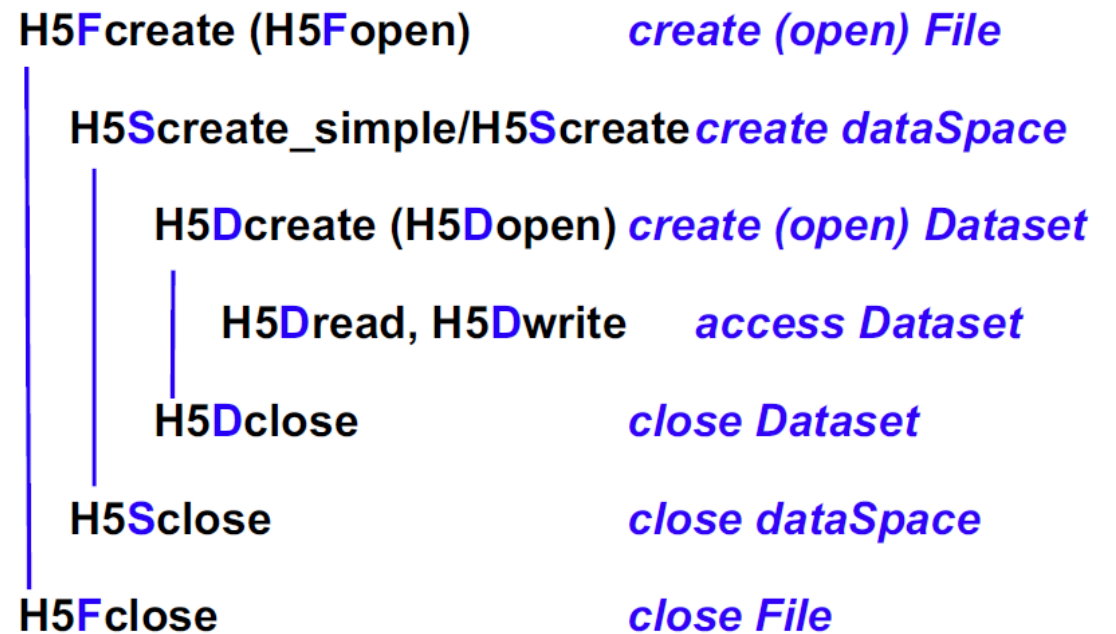 H5Fcreate (H5Fopen) create (open) File
H5Screate_simple/H5Screate create dataSpace
H5Dcreate (H5Dopen) create (open) Dataset
H5Dread, H5Dwrite access Dataset
H5Dclose close Dataset
H5Sclose close dataSpace
H5Fclose close File